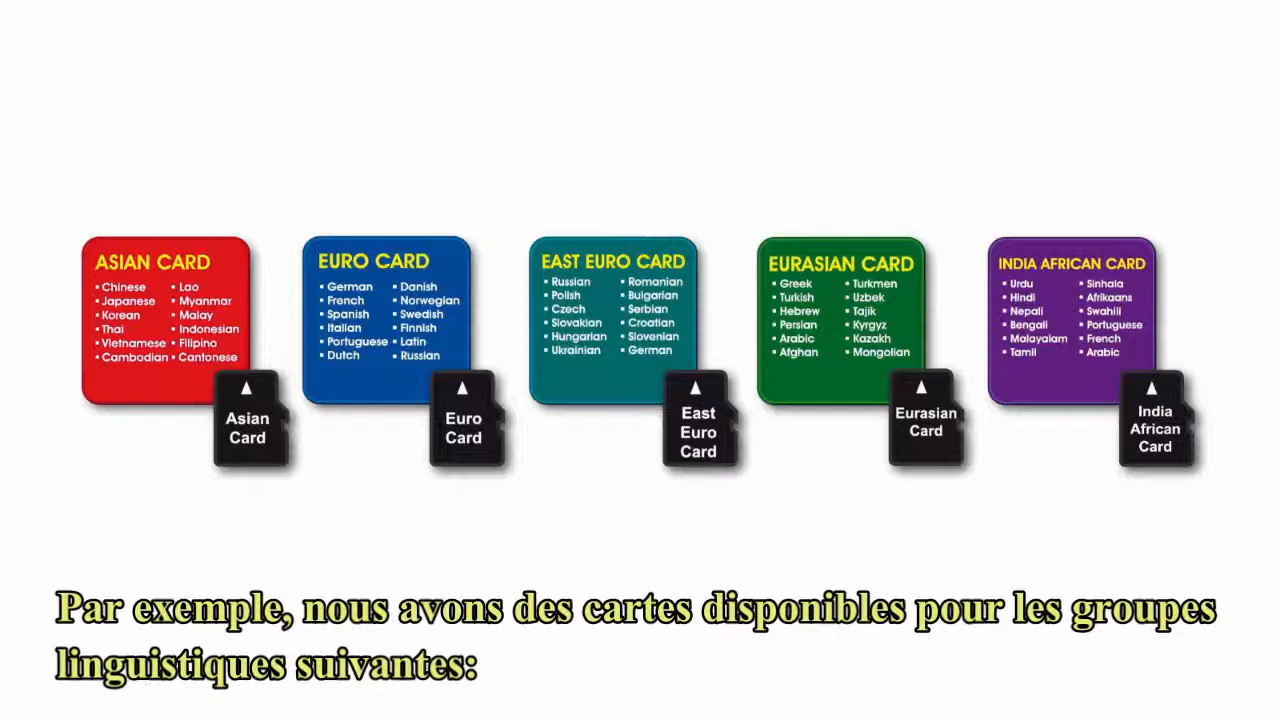 ASIAN CARD
▪ Chinese ▪ Lao
▪ Japanese ▪ Myanmar
▪ Korean ▪ Malay
▪ Thai ▪ Indonesian
▪ Vietnamese ▪ Filipino
▪ Cambodian ▪ Cantonese
Asian
Card
EURO CARD
▪ German ▪ Danish
▪ French ▪ Norwegian
▪ Spanish ▪ Swedish
▪ Italian ▪ Finnish
▪ Portuguese ▪ Latin
▪ Dutch ▪ Russian
Euro
Card
EAST EURO CARD
▪ Russian ▪ Romanian
▪ Polish ▪ Bulgarian
▪ Czech ▪ Serbian
▪ Slovakian ▪ Croatian
▪ Hungarian ▪ Slovenian
▪ Ukrainian ▪ German
East
Euro
Card
EURASIAN CARD
▪ Greek ▪ Turkmen
▪ Turkish ▪ Uzbek
▪ Hebrew ▪ Tajik
▪ Persian ▪ Kyrgyz
▪ Arabic ▪ Kazakh
▪ Afghan ▪ Mongolian
Eurasian
Card
INDIA AFRICAN CARD
▪ Urdu ▪ Sinhala
▪ Hindi ▪ Afrikaans
▪ Nepali ▪ Swahili
▪ Bengali ▪ Portuguese
▪ Malayalam ▪ French
▪ Tamil ▪ Arabic
India
African
Card
Par exemple, nous avons des cartes disponibles pour les groupes
linguistiques suivantes: